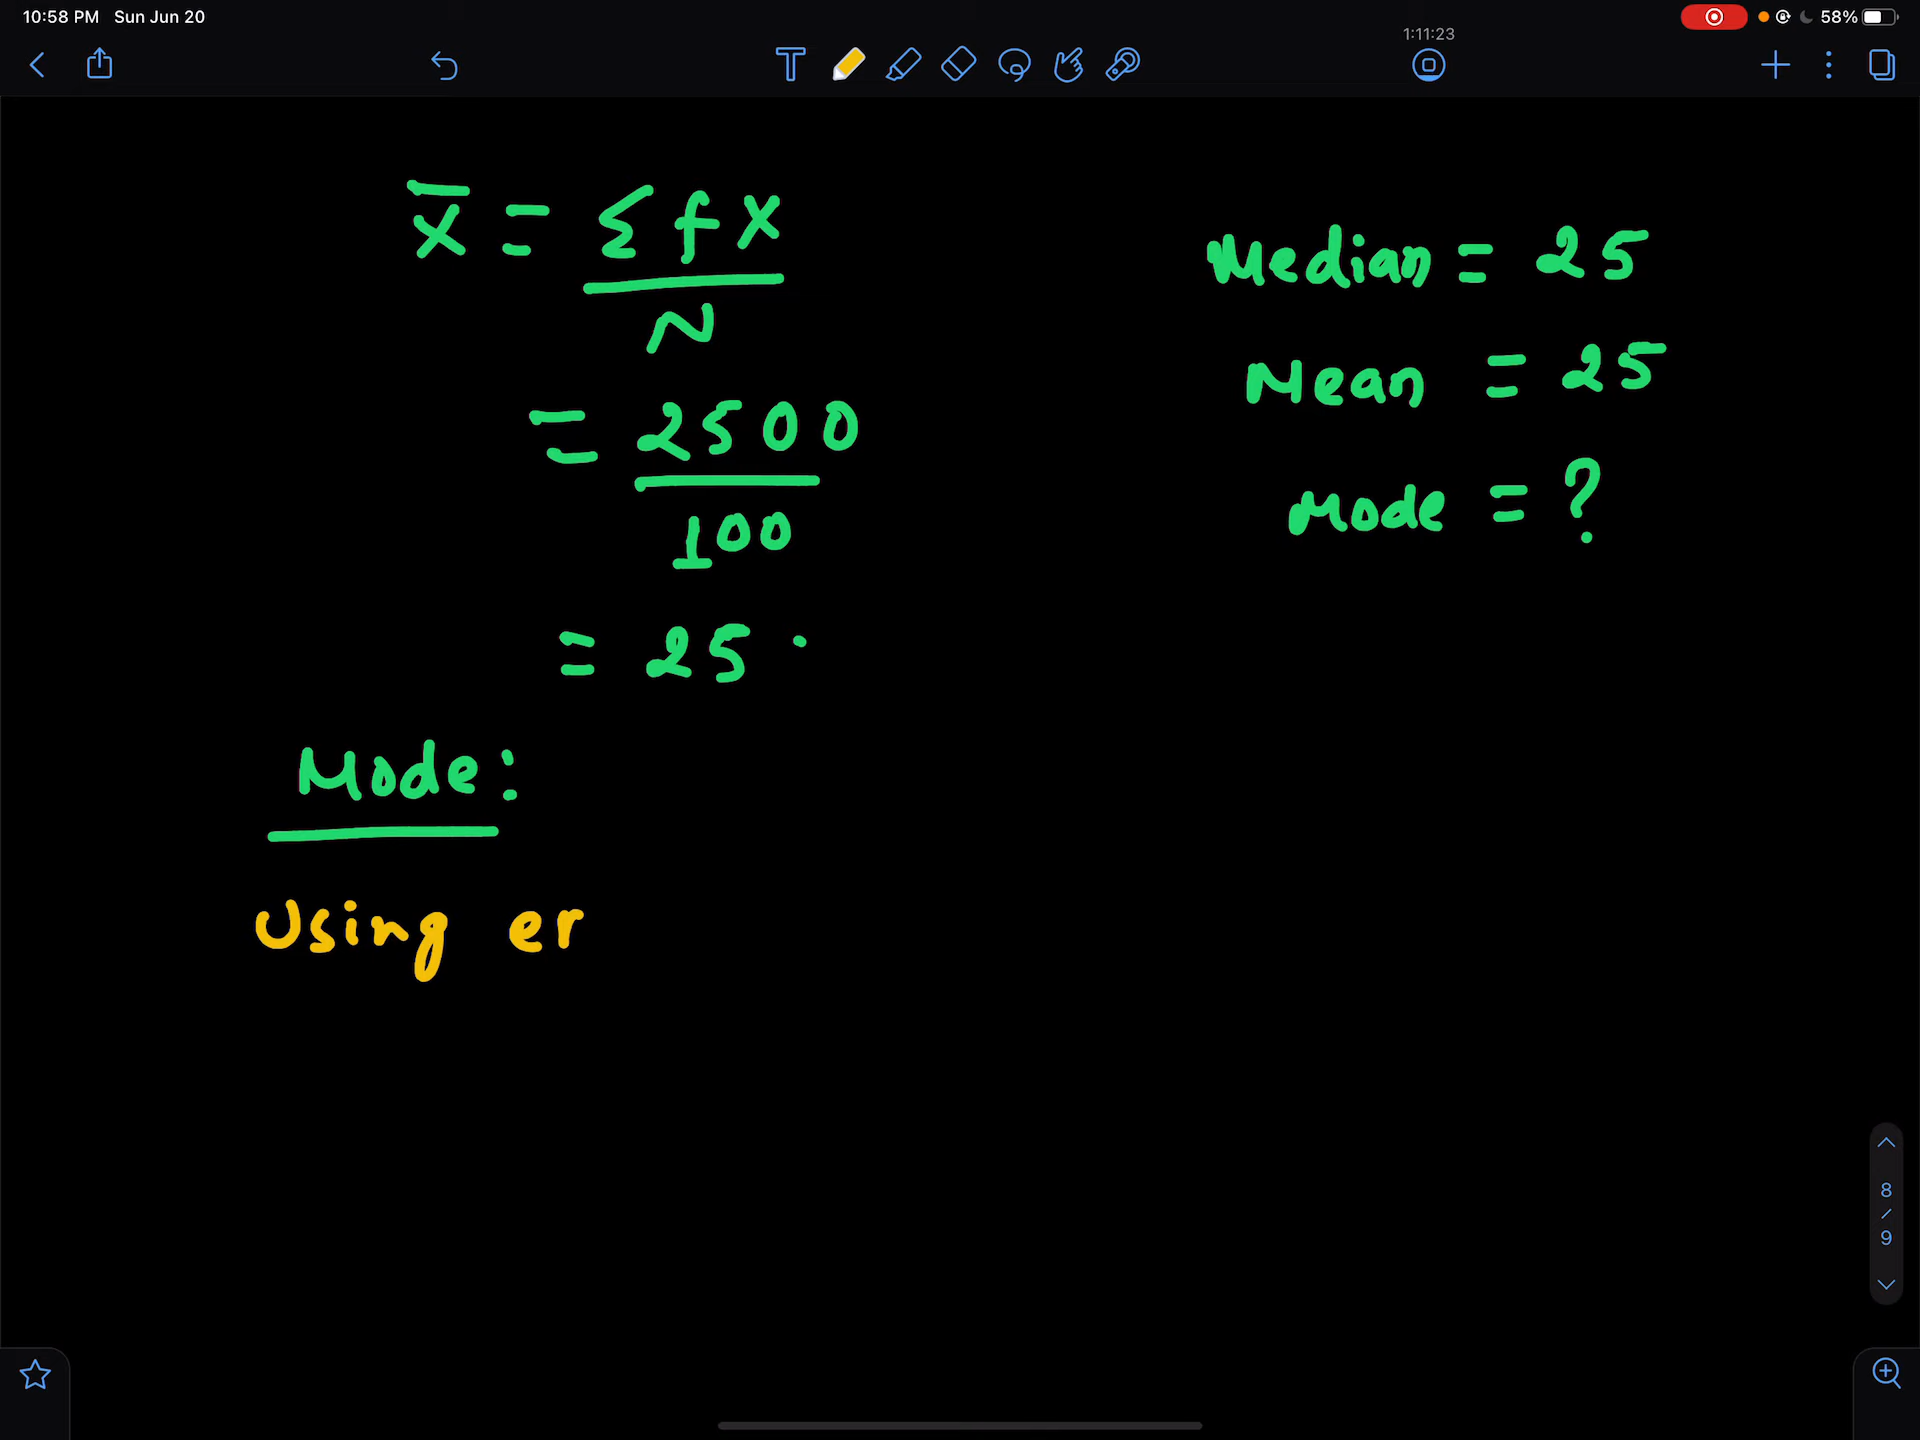 10:58 PM Sun Jun 20
58%
1:11:23
X̄ = Σfx
N
= 2500
100
= 25 ·
Median = 25
Mean = 25
Mode = ?
Mode:
Using er
8
/
9